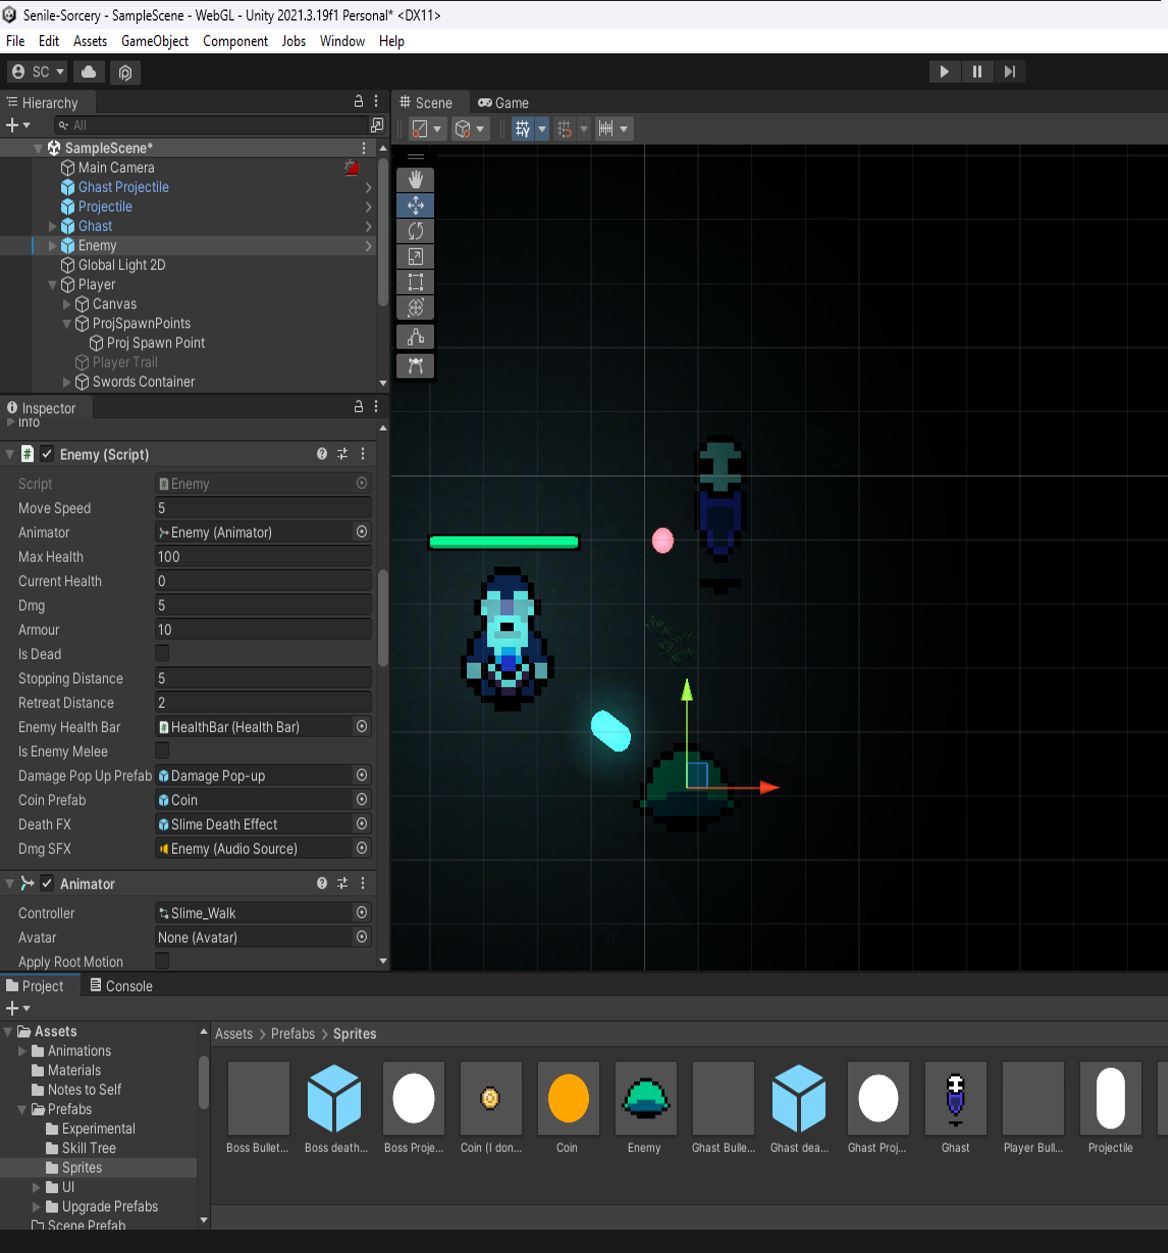 Senile-Sorcery - SampleScene - WebGL - Unity 2021.3.19f1 Personal* <DX11>
File Edit Assets GameObject Component Jobs Window Help
SC
Hierarchy
All
SampleScene*
Main Camera
Ghast Projectile
Projectile
Ghast
Enemy
Global Light 2D
Player
Canvas
ProjSpawnPoints
Proj Spawn Point
Player Trail
Swords Container
Inspector
Info
Enemy (Script)
Script Enemy
Move Speed 5
Animator Enemy (Animator)
Max Health 100
Current Health 0
Dmg 5
Armour 10
Is Dead
Stopping Distance 5
Retreat Distance 2
Enemy Health Bar HealthBar (Health Bar)
Is Enemy Melee
Damage Pop Up Prefab Damage Pop-up
Coin Prefab Coin
Death FX Slime Death Effect
Dmg SFX Enemy (Audio Source)
Animator
Controller Slime_Walk
Avatar None (Avatar)
Apply Root Motion
Scene Game
Project Console
Assets
Animations
Materials
Notes to Self
Prefabs
Experimental
Skill Tree
Sprites
UI
Upgrade Prefabs
Scene Prefab
Assets > Prefabs > Sprites
Boss Bullet... Boss death... Boss Proje... Coin (I don... Coin Enemy Ghast Bulle... Ghast dea... Ghast Proj... Ghast Player Bull... Projectile